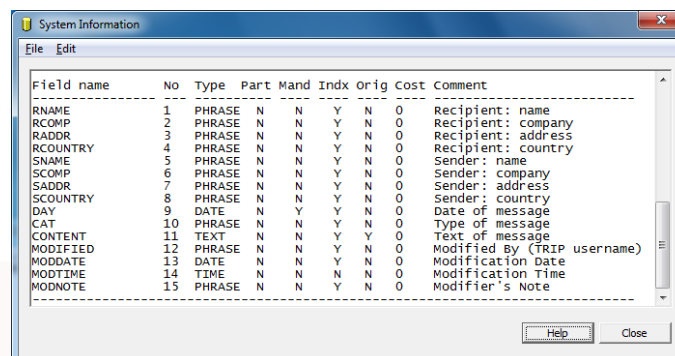 System Information
File Edit
Field name No Type Part Mand Indx Orig Cost Comment
---------------- --- ------- ---- ---- ---- ---- ---- --------------------------
RNAME 1 PHRASE N N Y N 0 Recipient: name
RCOMP 2 PHRASE N N Y N 0 Recipient: company
RADDR 3 PHRASE N N Y N 0 Recipient: address
RCOUNTRY 4 PHRASE N N Y N 0 Recipient: country
SNAME 5 PHRASE N N Y N 0 Sender: name
SCOMP 6 PHRASE N N Y N 0 Sender: company
SADDR 7 PHRASE N N Y N 0 Sender: address
SCOUNTRY 8 PHRASE N N Y N 0 Sender: country
DAY 9 DATE N Y Y N 0 Date of message
CAT 10 PHRASE N N Y N 0 Type of message
CONTENT 11 TEXT N N Y Y 0 Text of message
MODIFIED 12 PHRASE N N Y N 0 Modified By (TRIP username)
MODDATE 13 DATE N N Y N 0 Modification Date
MODTIME 14 TIME N N N N 0 Modification Time
MODNOTE 15 PHRASE N N Y N 0 Modifier's Note
--------------------------------------------------------------------------------
Help Close